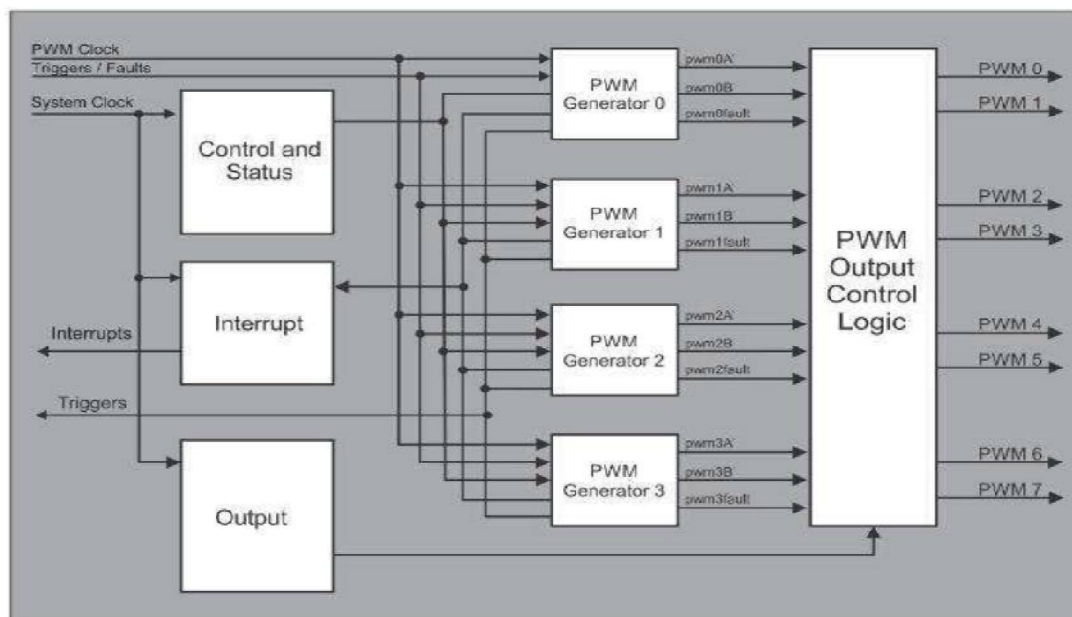 PWM Clock
Triggers / Faults
System Clock
Control and
Status
Interrupt
Interrupts
Triggers
Output
PWM
Generator 0
pwm0A'
pwm0B'
pwm0fault
PWM
Generator 1
pwm1A'
pwm1B'
pwm1fault
PWM
Generator 2
pwm2A'
pwm2B'
pwm2fault
PWM
Generator 3
pwm3A'
pwm3B'
pwm3fault
PWM
Output
Control
Logic
PWM 0
PWM 1
PWM 2
PWM 3
PWM 4
PWM 5
PWM 6
PWM 7